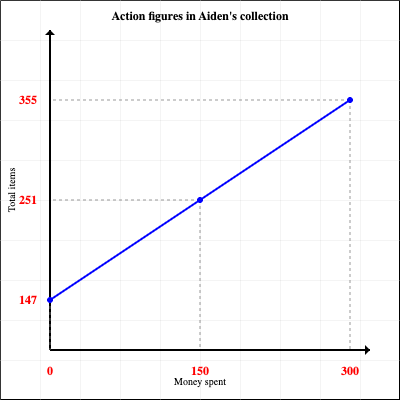 Action figures in Aiden's collection
355
Total items
251
147
0
150
300
Money spent